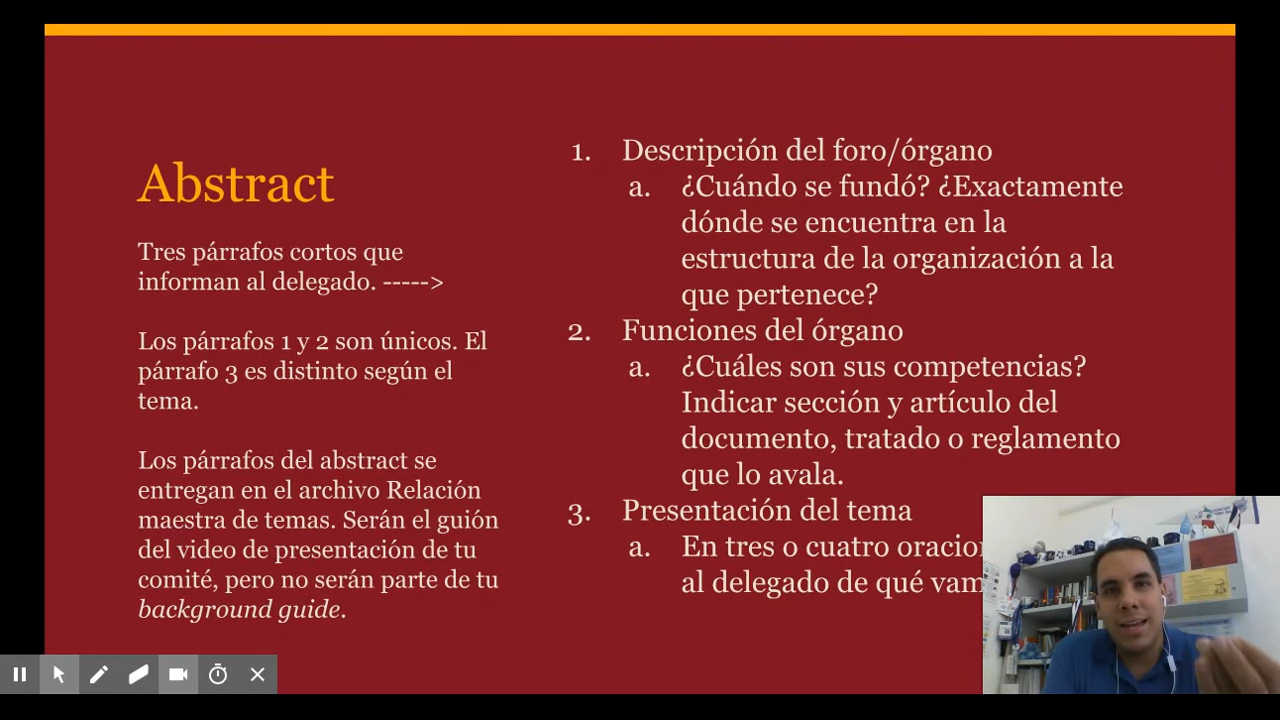 Abstract
Tres párrafos cortos que
informan al delegado. ----->
Los párrafos 1 y 2 son únicos. El
párrafo 3 es distinto según el
tema.
Los párrafos del abstract se
entregan en el archivo Relación
maestra de temas. Serán el guión
del video de presentación de tu
comité, pero no serán parte de tu
background guide.
1. Descripción del foro/órgano
a. ¿Cuándo se fundó? ¿Exactamente
dónde se encuentra en la
estructura de la organización a la
que pertenece?
2. Funciones del órgano
a. ¿Cuáles son sus competencias?
Indicar sección y artículo del
documento, tratado o reglamento
que lo avala.
3. Presentación del tema
a. En tres o cuatro
al delegado de qué